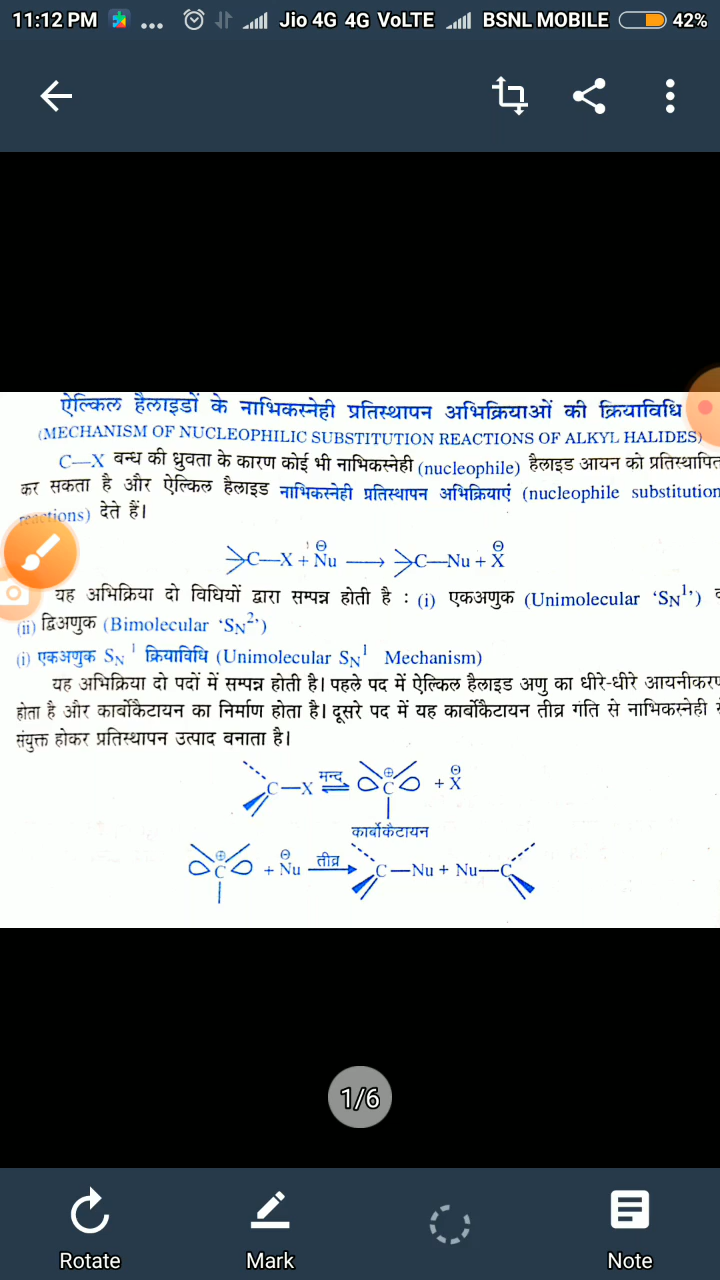 11:12 PM ... Jio 4G 4G VoLTE BSNL MOBILE 42%
ऐल्किल हैलाइडों के नाभिकस्नेही प्रतिस्थापन अभिक्रियाओं की क्रियाविधि
(MECHANISM OF NUCLEOPHILIC SUBSTITUTION REACTIONS OF ALKYL HALIDES)
C—X बन्ध की ध्रुवता के कारण कोई भी नाभिकस्नेही (nucleophile) हैलाइड आयन को प्रतिस्थापित
कर सकता है और ऐल्किल हैलाइड नाभिकस्नेही प्रतिस्थापन अभिक्रियाएं (nucleophile substitution
reactions) देते हैं।
C—X + Nu⊖ ⟶ C—Nu + X⊖
यह अभिक्रिया दो विधियों द्वारा सम्पन्न होती है : (i) एकअणुक (Unimolecular ‘SN1’)
(ii) द्विअणुक (Bimolecular ‘SN2’)
(i) एकअणुक SN1 क्रियाविधि (Unimolecular SN1 Mechanism)
यह अभिक्रिया दो पदों में सम्पन्न होती है। पहले पद में ऐल्किल हैलाइड अणु का धीरे-धीरे आयनीकरण
होता है और कार्बोकैटायन का निर्माण होता है। दूसरे पद में यह कार्बोकैटायन तीव्र गति से नाभिकस्नेही
संयुक्त होकर प्रतिस्थापन उत्पाद बनाता है।
C—X मन्द ⇌ C⊕ + X⊖
कार्बोकैटायन
C⊕ + Nu⊖ तीव्र ⟶ C—Nu + Nu—C
1/6
Rotate Mark Note